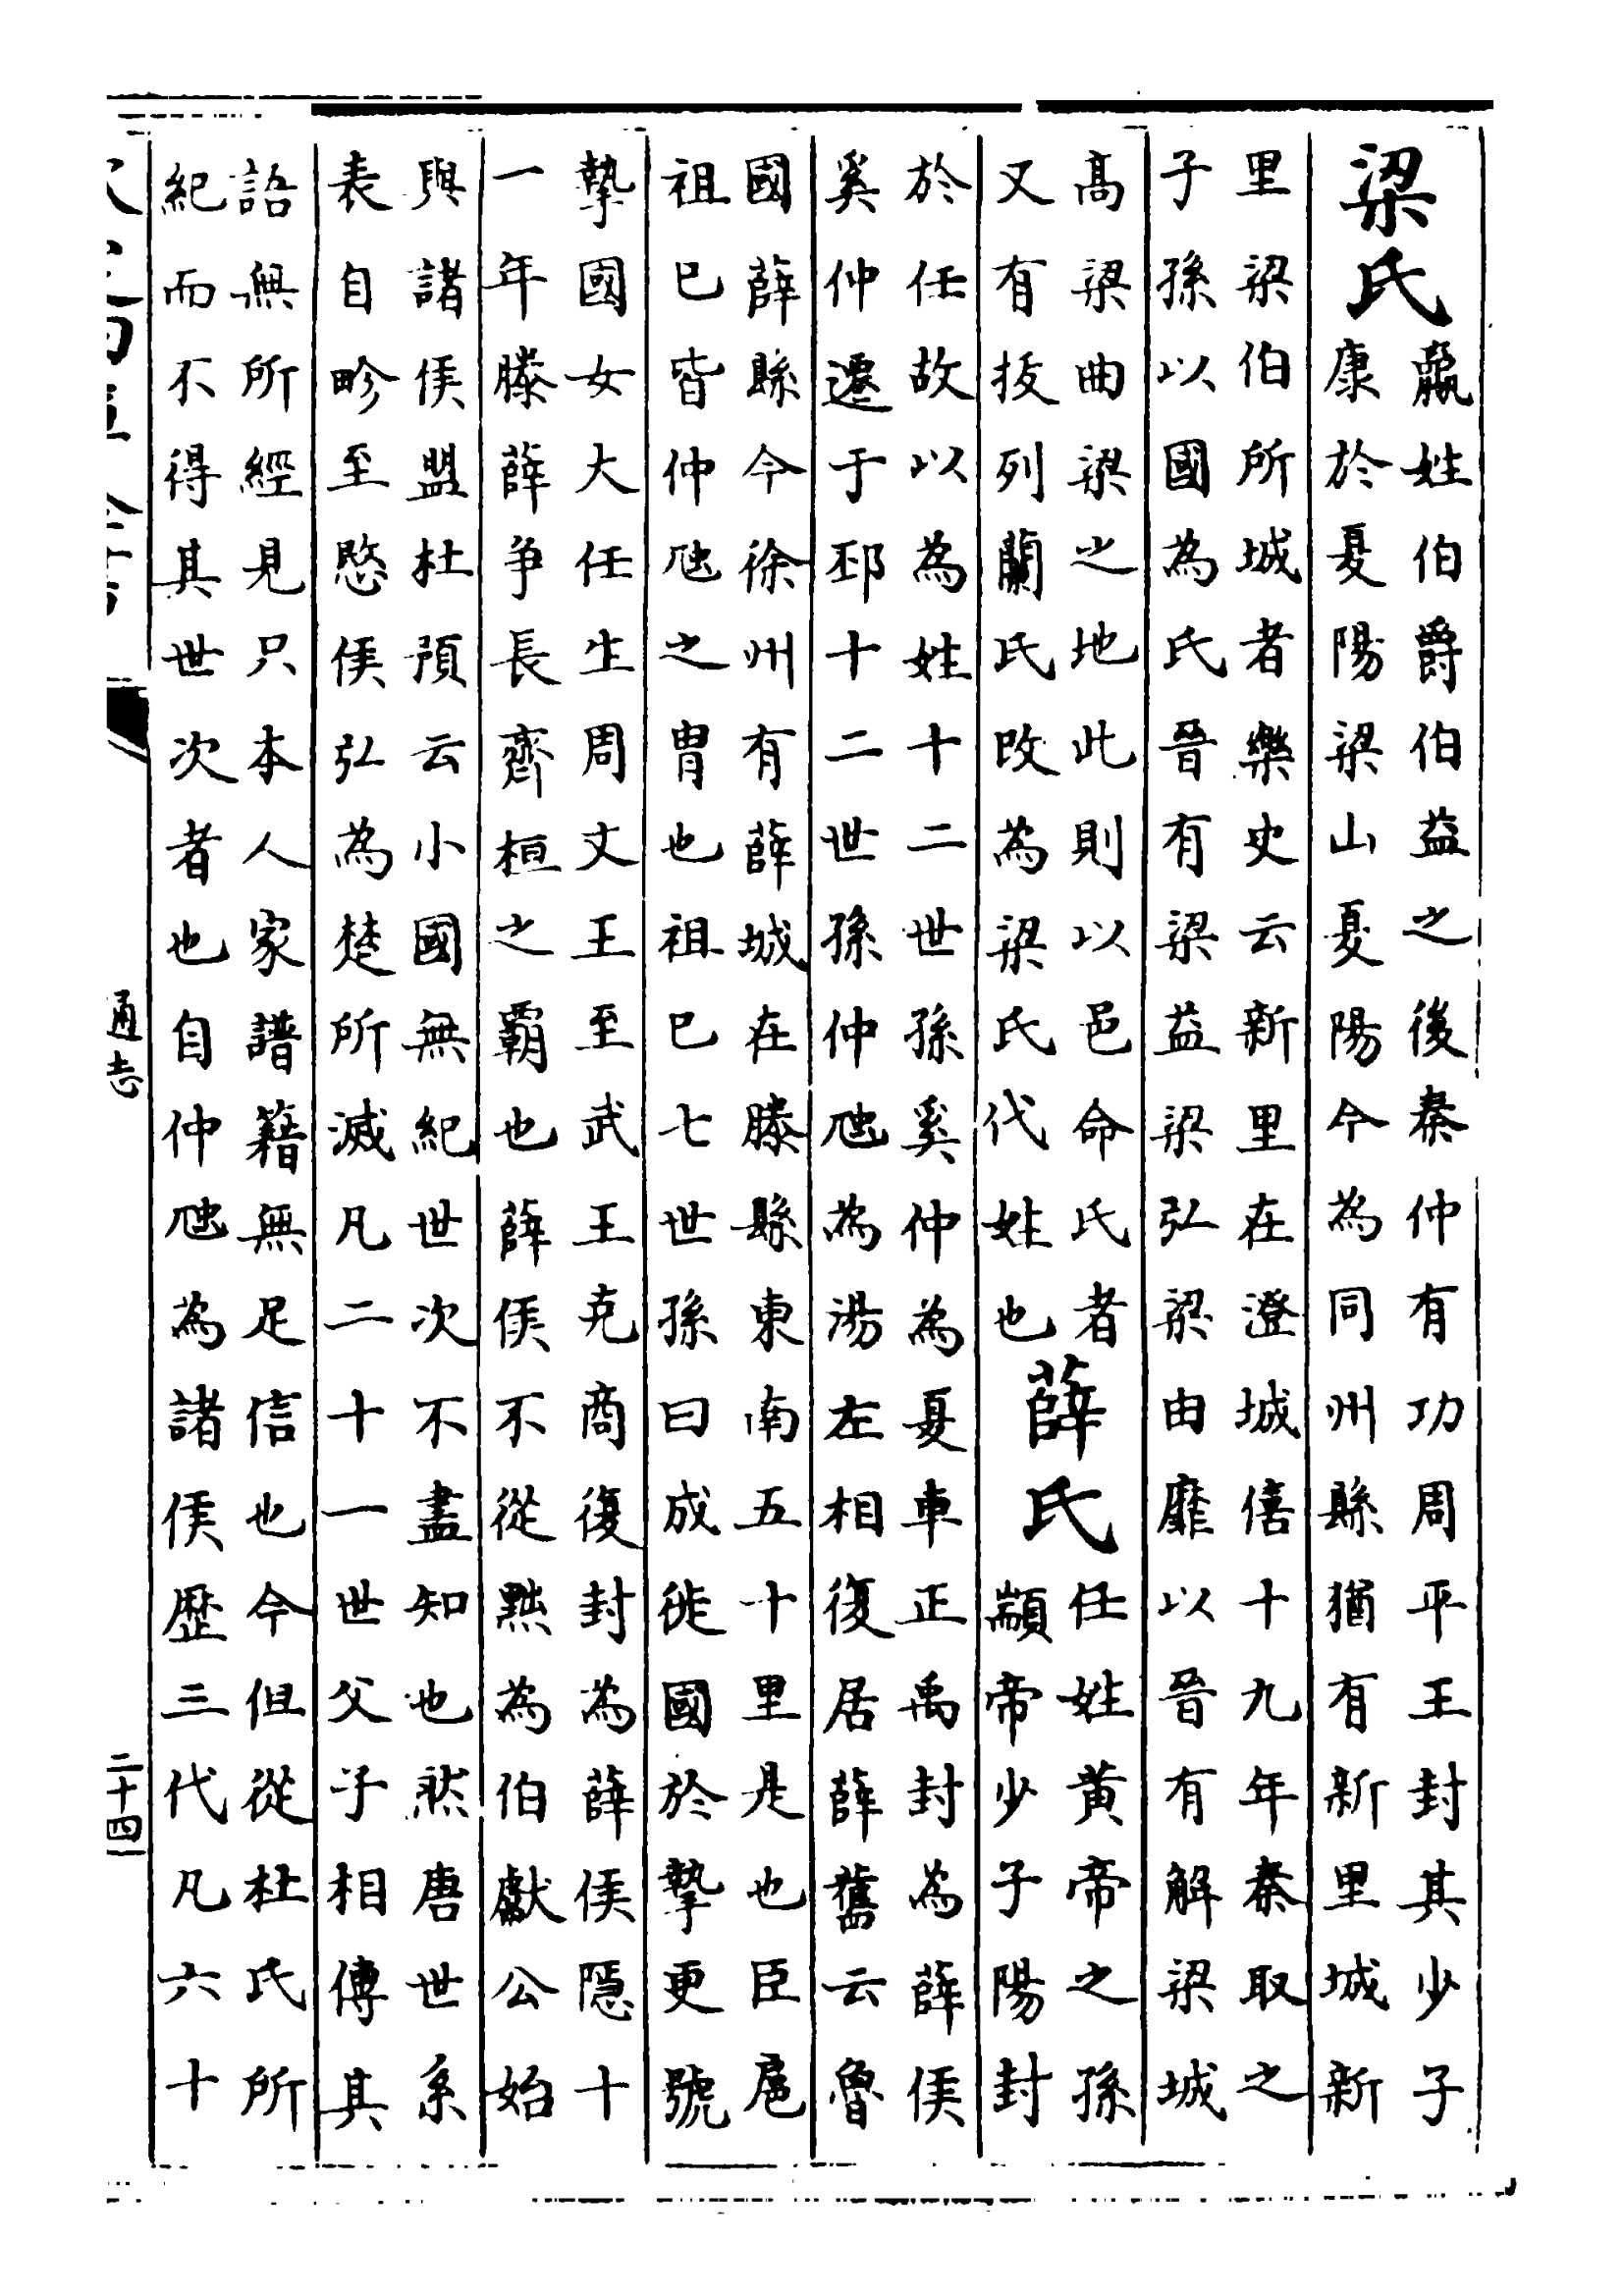 梁氏
嬴姓伯爵伯益之後秦仲有功周平王封其少子
康於夏陽梁山夏陽今為同州縣猶有新里城新
里梁伯所城者樂史云新里在澄城僖十九年秦取之
子孫以國為氏晉有梁益梁弘梁由靡以晉有解梁城
高梁曲梁之地此則以邑命氏者
又有拔列蘭氏改為梁氏代姓也
薛氏
任姓黃帝之孫
顓帝少子陽封
於任故以為姓十二世孫奚仲為夏車正禹封為薛侯
奚仲遷于邳十二世孫仲虺為湯左相復居薛舊云魯
國薛縣今徐州有薛城在滕縣東南五十里是也臣扈
祖巳皆仲虺之胄也祖巳七世孫曰成徙國於摯更號
摯國女大任生周文王至武王克商復封為薛侯隱十
一年滕薛爭長齊桓之霸也薛侯不從黜為伯獻公始
與諸侯盟杜預云小國無紀世次不盡知也然唐世系
表自畛至愍侯弘為楚所滅凡二十一世父子相傳其
語無所經見只本人家譜籍無足信也今但從杜氏所
紀而不得其世次者也自仲虺為諸侯歷三代凡六十
通志
二十四